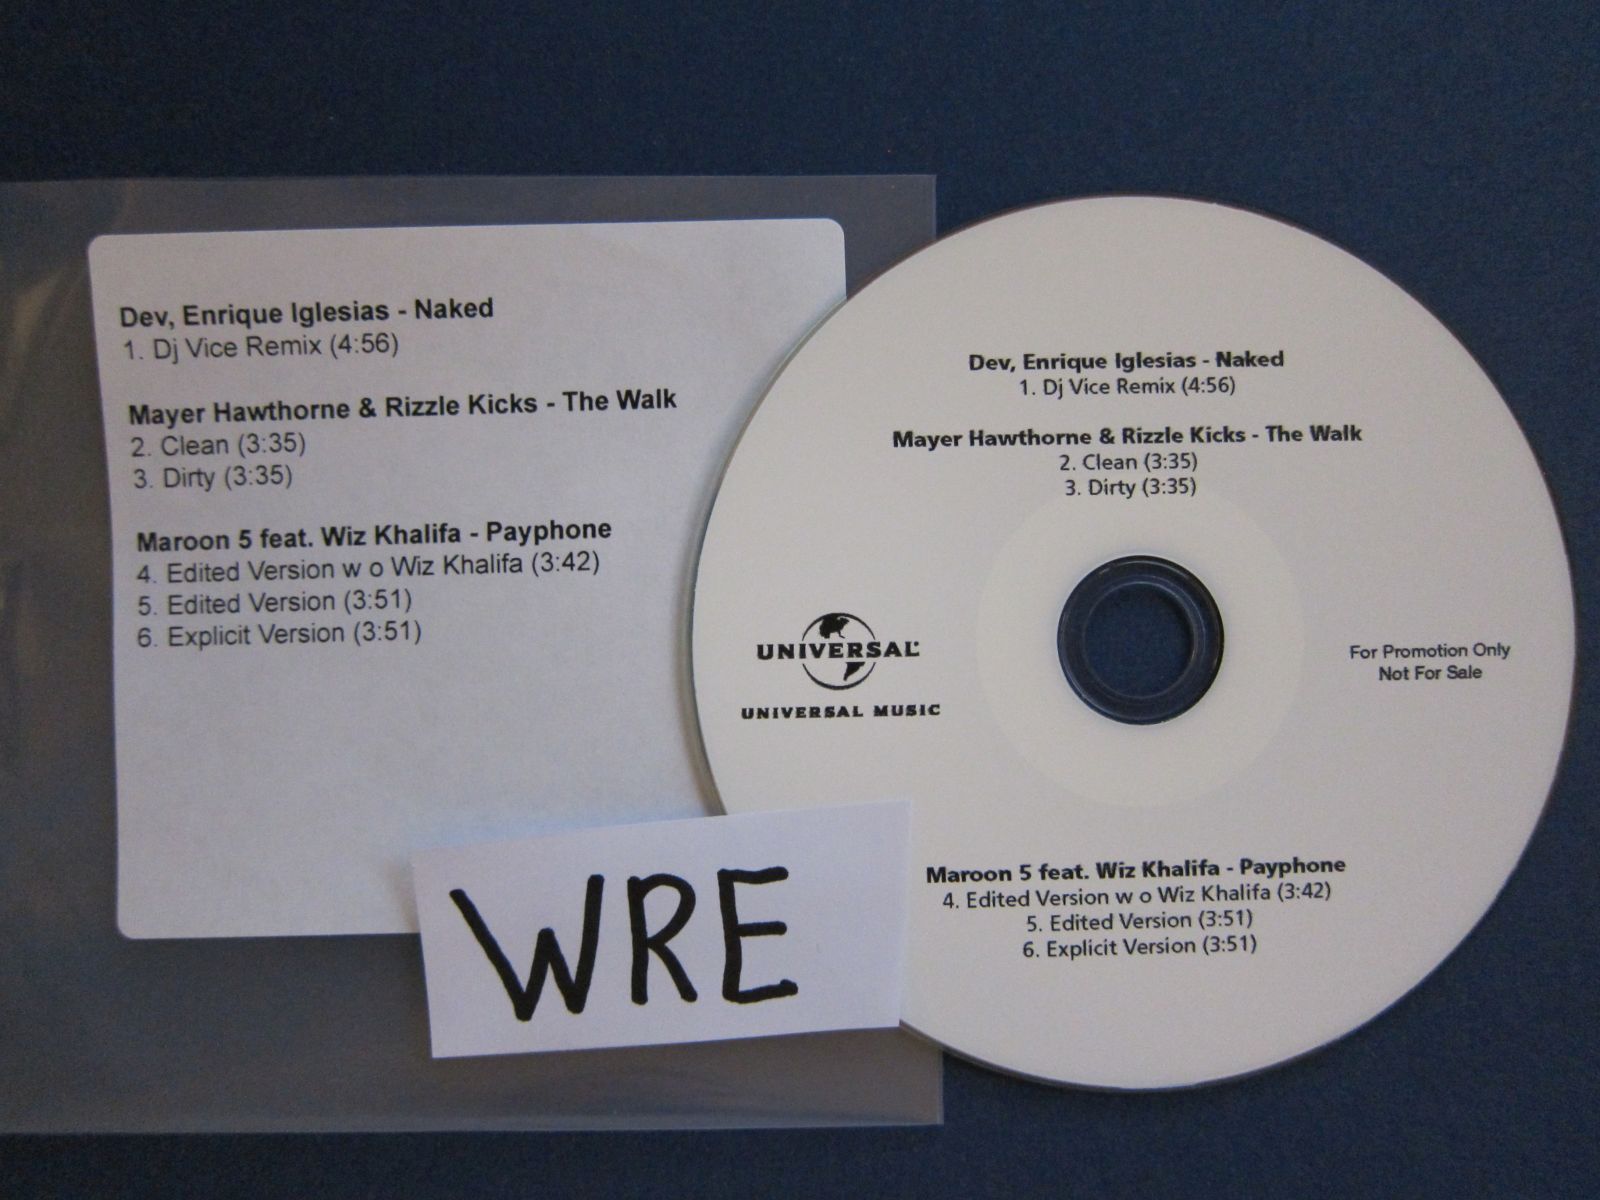 Dev, Enrique Iglesias - Naked
1. Dj Vice Remix (4:56)
Mayer Hawthorne & Rizzle Kicks - The Walk
2. Clean (3:35)
3. Dirty (3:35)
Maroon 5 feat. Wiz Khalifa - Payphone
4. Edited Version w o Wiz Khalifa (3:42)
5. Edited Version (3:51)
6. Explicit Version (3:51)
WRE
Dev, Enrique Iglesias - Naked
1. Dj Vice Remix (4:56)
Mayer Hawthorne & Rizzle Kicks - The Walk
2. Clean (3:35)
3. Dirty (3:35)
UNIVERSAL
UNIVERSAL MUSIC
For Promotion Only
Not For Sale
Maroon 5 feat. Wiz Khalifa - Payphone
4. Edited Version w o Wiz Khalifa (3:42)
5. Edited Version (3:51)
6. Explicit Version (3:51)